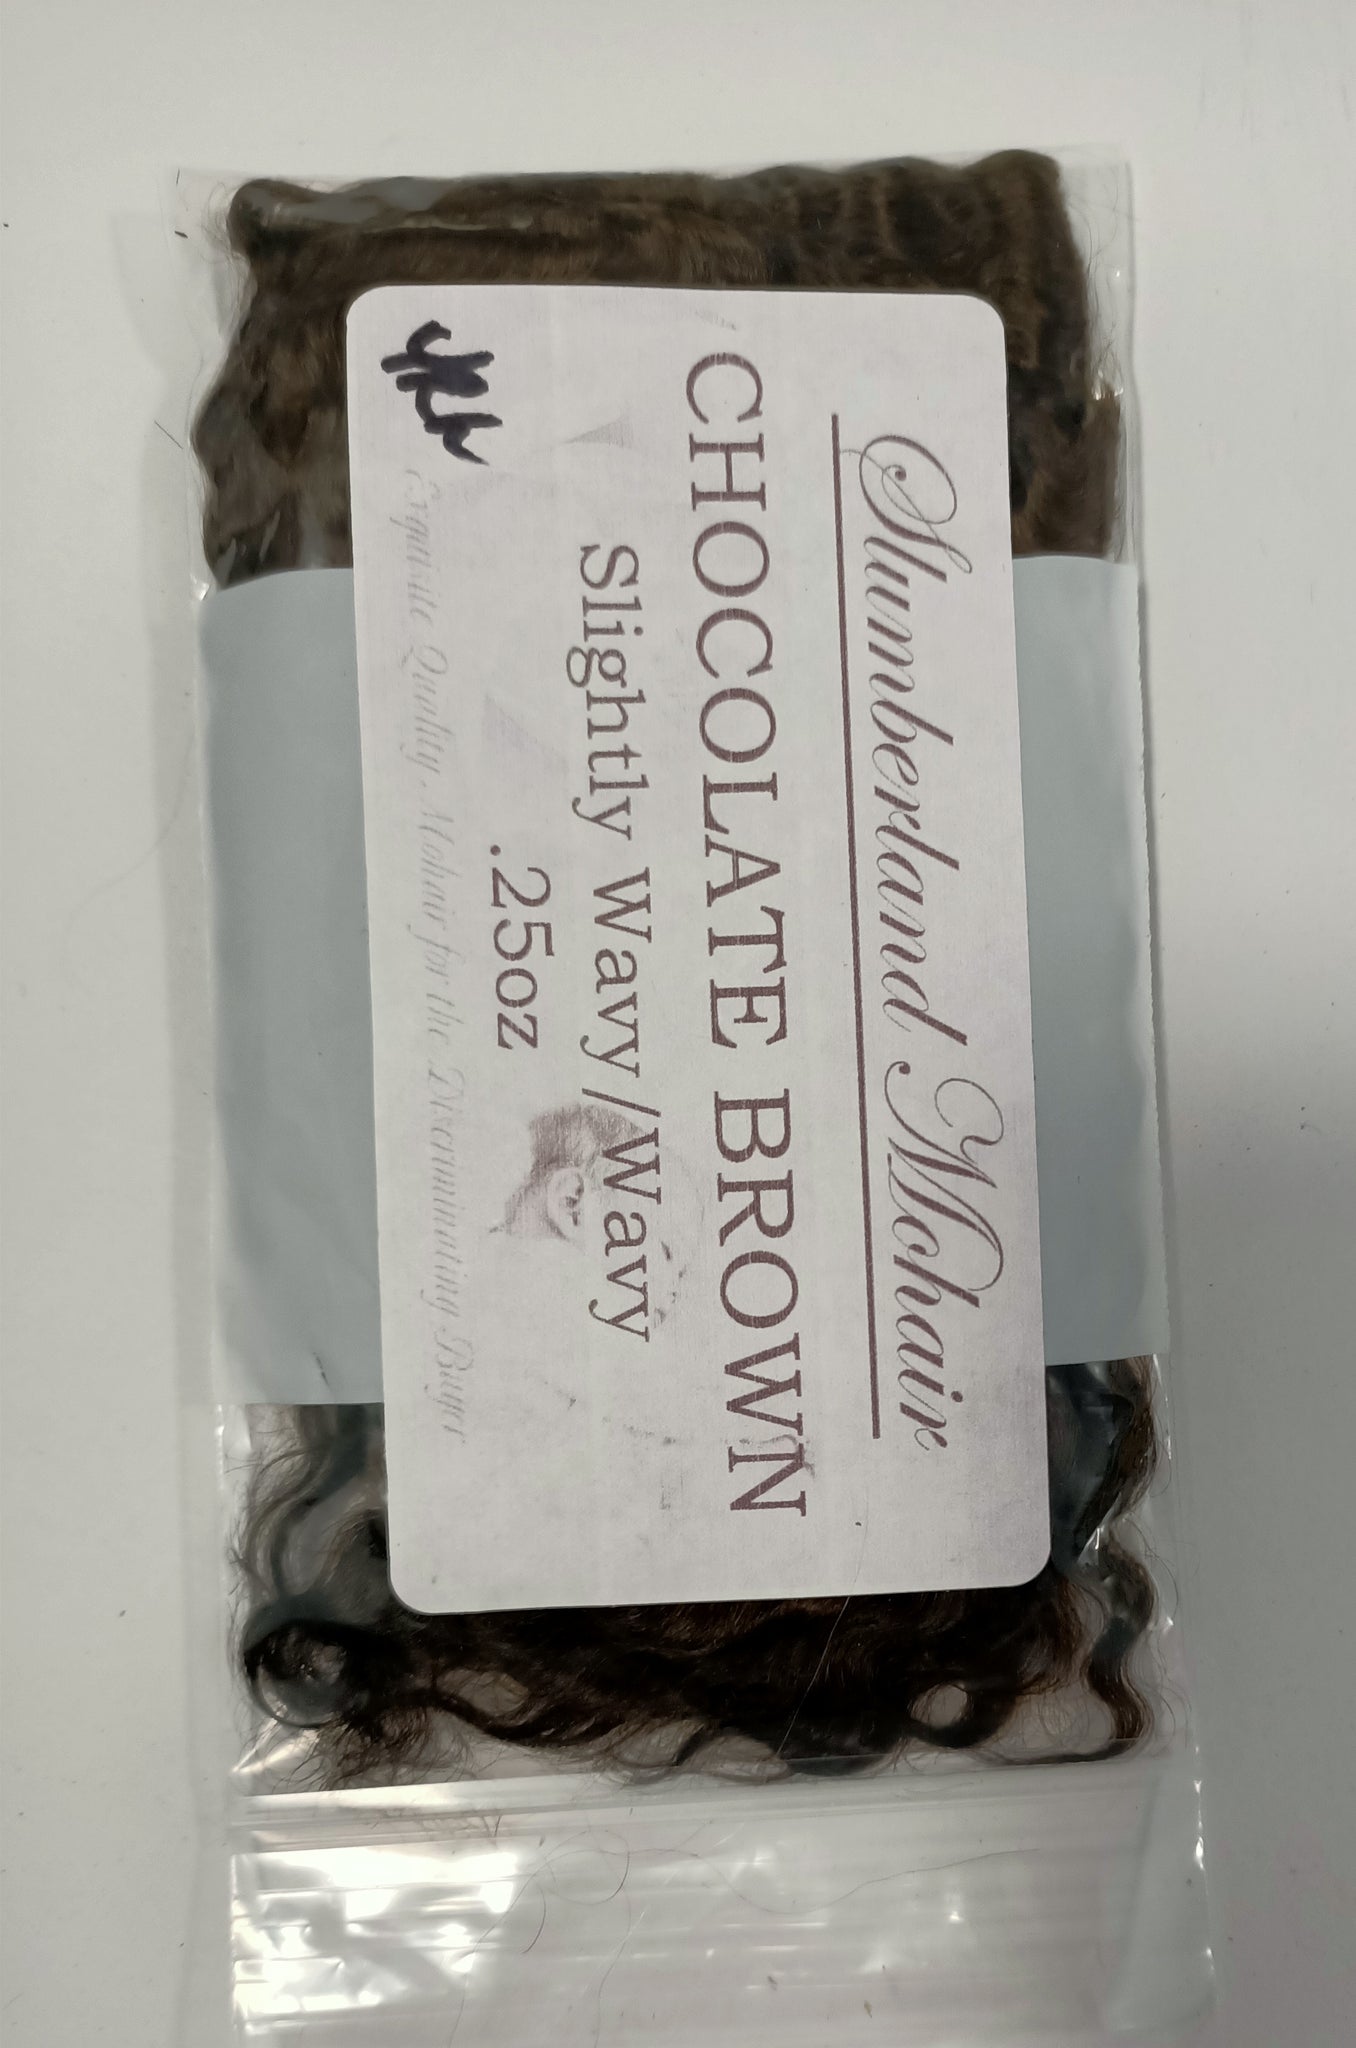 Slumberland Mohair
CHOCOLATE BROWN
Slightly Wavy/Wavy
.25oz
Exquisite Quality Mohair for the Discriminating Buyer